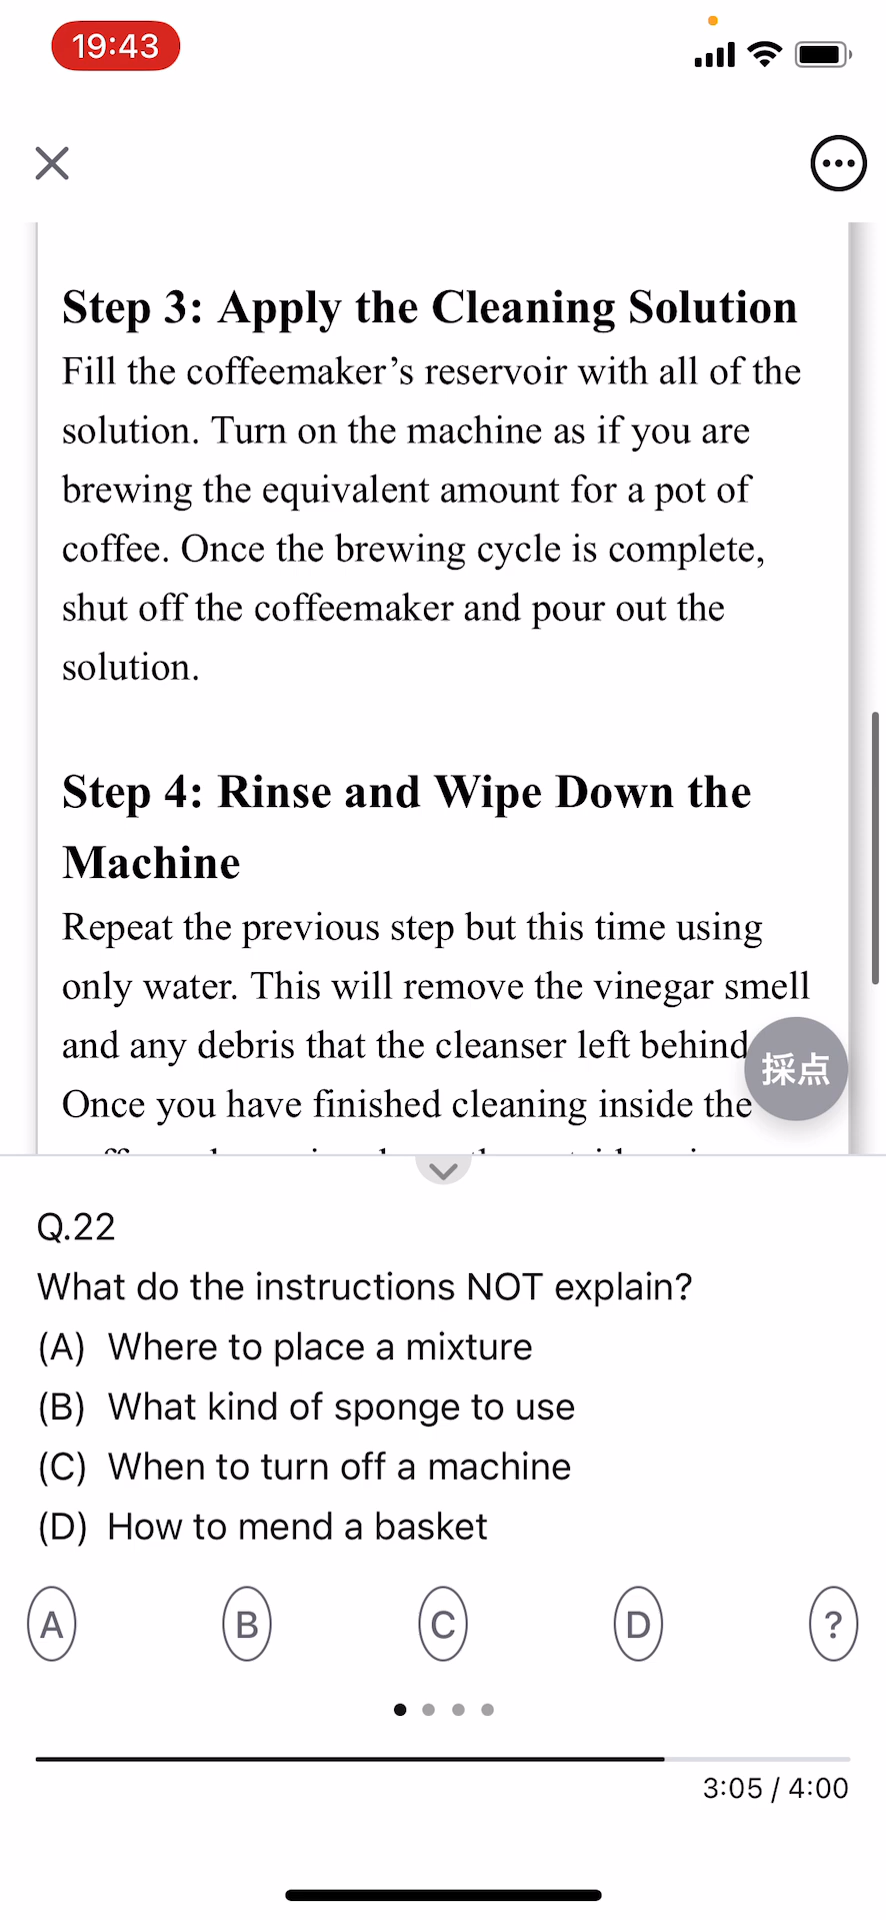 19:43
Step 3: Apply the Cleaning Solution
Fill the coffeemaker’s reservoir with all of the
solution. Turn on the machine as if you are
brewing the equivalent amount for a pot of
coffee. Once the brewing cycle is complete,
shut off the coffeemaker and pour out the
solution.
Step 4: Rinse and Wipe Down the
Machine
Repeat the previous step but this time using
only water. This will remove the vinegar smell
and any debris that the cleanser left behind
採点
Once you have finished cleaning inside the
Q.22
What do the instructions NOT explain?
(A) Where to place a mixture
(B) What kind of sponge to use
(C) When to turn off a machine
(D) How to mend a basket
A B C D ?
3:05 / 4:00